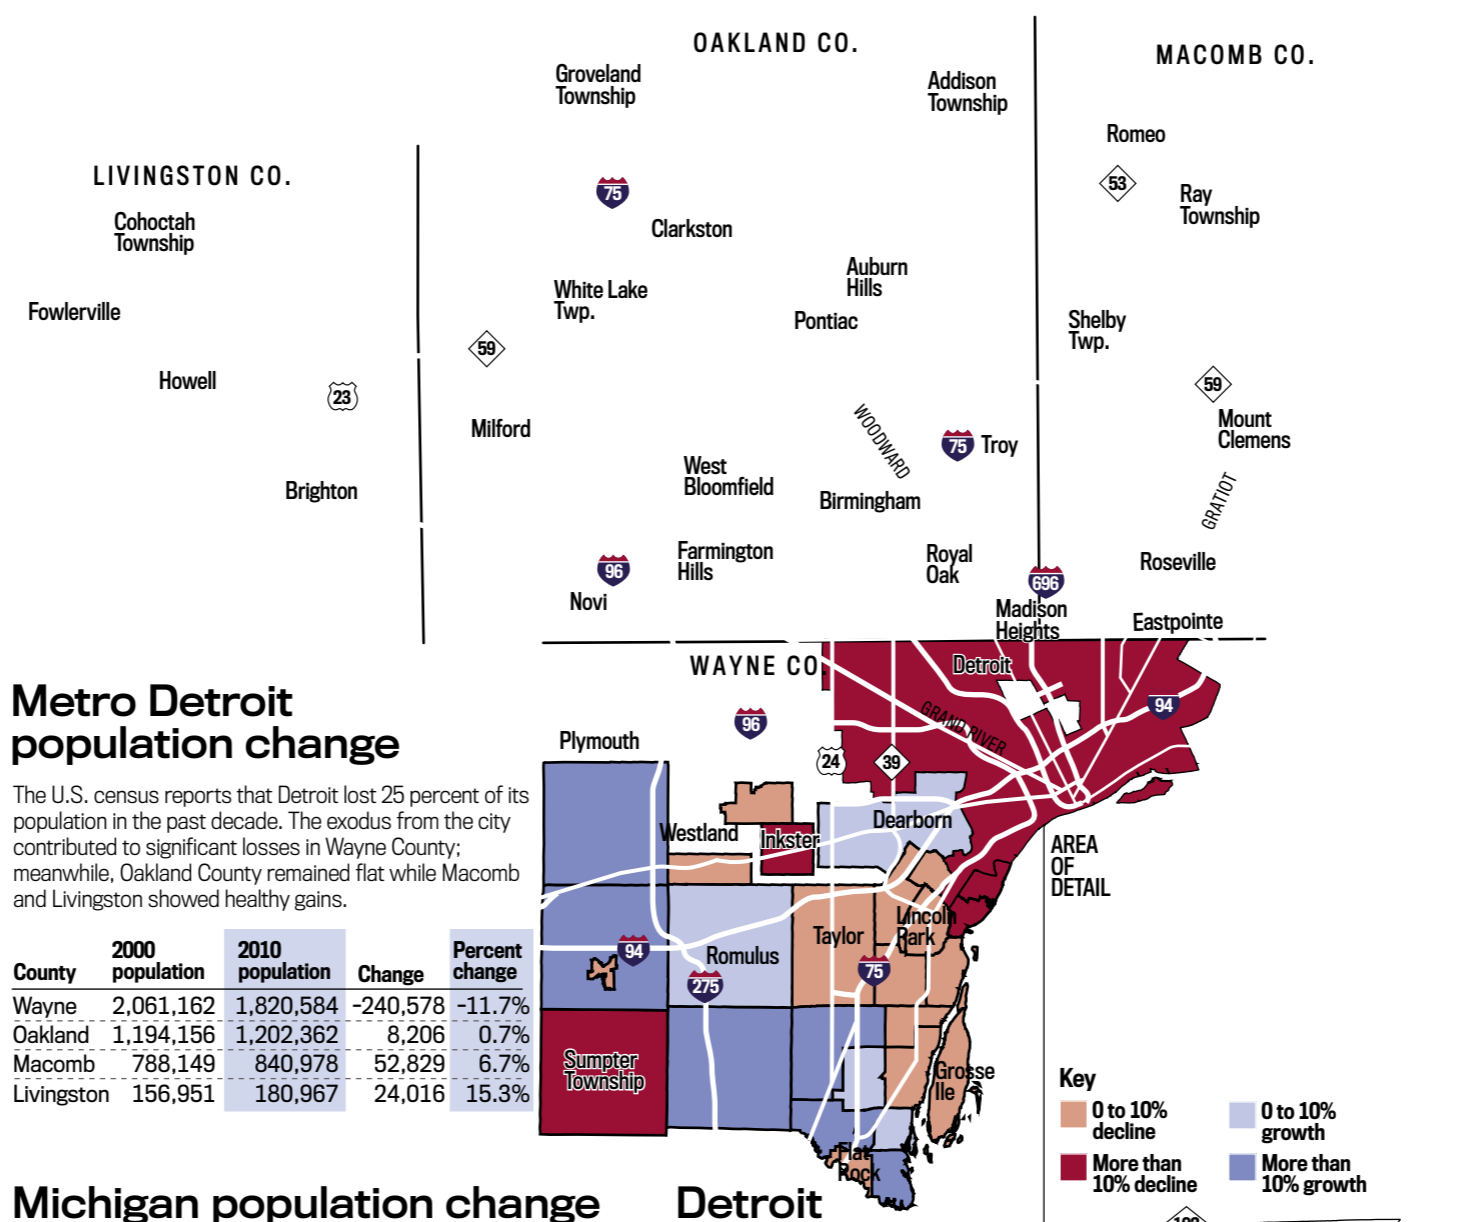 OAKLAND CO.
MACOMB CO.
LIVINGSTON CO.
Groveland
Township
Addison
Township
Romeo
53
Ray
Township
75
Clarkston
Cohoctah
Township
Auburn
Hills
White Lake
Twp.
Pontiac
Fowlerville
Shelby
Twp.
59
Howell
23
59
Mount
Clemens
Milford
WOODWARD
75
Troy
West
Bloomfield
Brighton
Birmingham
GRATIOT
Farmington
Hills
Royal
Oak
Roseville
96
Novi
696
Madison
Heights
Eastpointe
WAYNE CO.
Detroit
96
GRAND RIVER
94
Plymouth
24
39
Westland
Inkster
Dearborn
AREA
OF
DETAIL
Lincoln
Park
Taylor
94
Romulus
75
275
Sumpter
Township
Grosse
Ile
Flat
Rock
Metro Detroit
population change
The U.S. census reports that Detroit lost 25 percent of its
population in the past decade. The exodus from the city
contributed to significant losses in Wayne County;
meanwhile, Oakland County remained flat while Macomb
and Livingston showed healthy gains.
County 2000 population 2010 population Change Percent change
Wayne 2,061,162 1,820,584 -240,578 -11.7%
Oakland 1,194,156 1,202,362 8,206 0.7%
Macomb 788,149 840,978 52,829 6.7%
Livingston 156,951 180,967 24,016 15.3%
Key
0 to 10%
decline
0 to 10%
growth
More than
10% decline
More than
10% growth
Michigan population change
Detroit